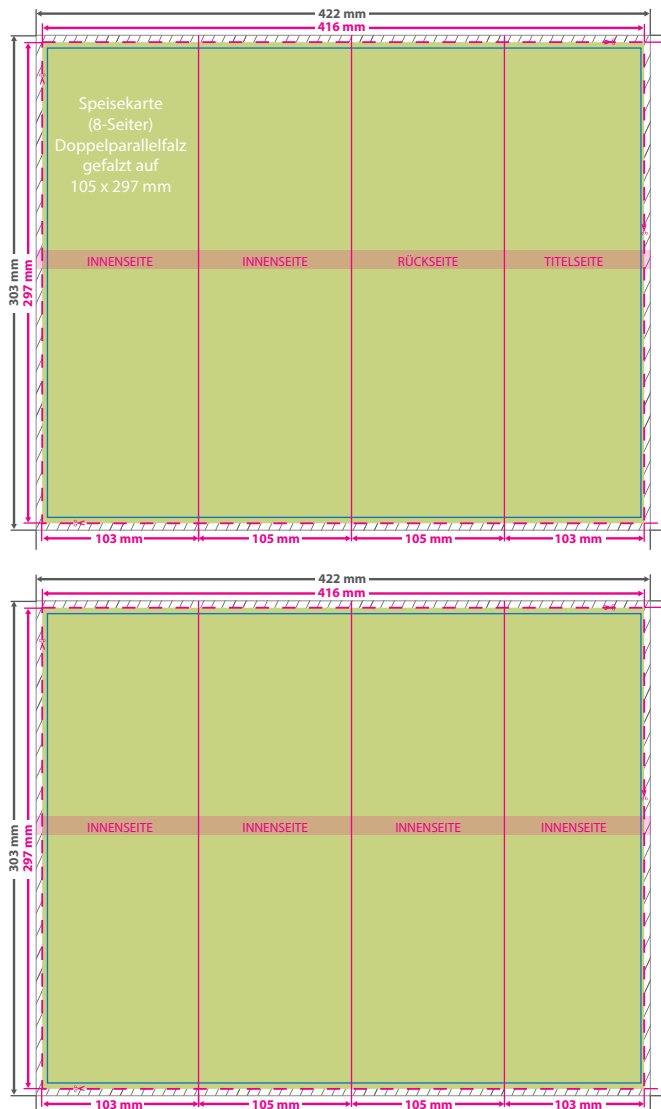 422 mm
416 mm
Speisekarte
(8-Seiter)
Doppelparallelfalz
gefalzt auf
105 x 297 mm
303 mm
297 mm
INNENSEITE INNENSEITE RÜCKSEITE TITELSEITE
103 mm 105 mm 105 mm 103 mm
422 mm
416 mm
303 mm
297 mm
INNENSEITE INNENSEITE INNENSEITE INNENSEITE
103 mm 105 mm 105 mm 103 mm